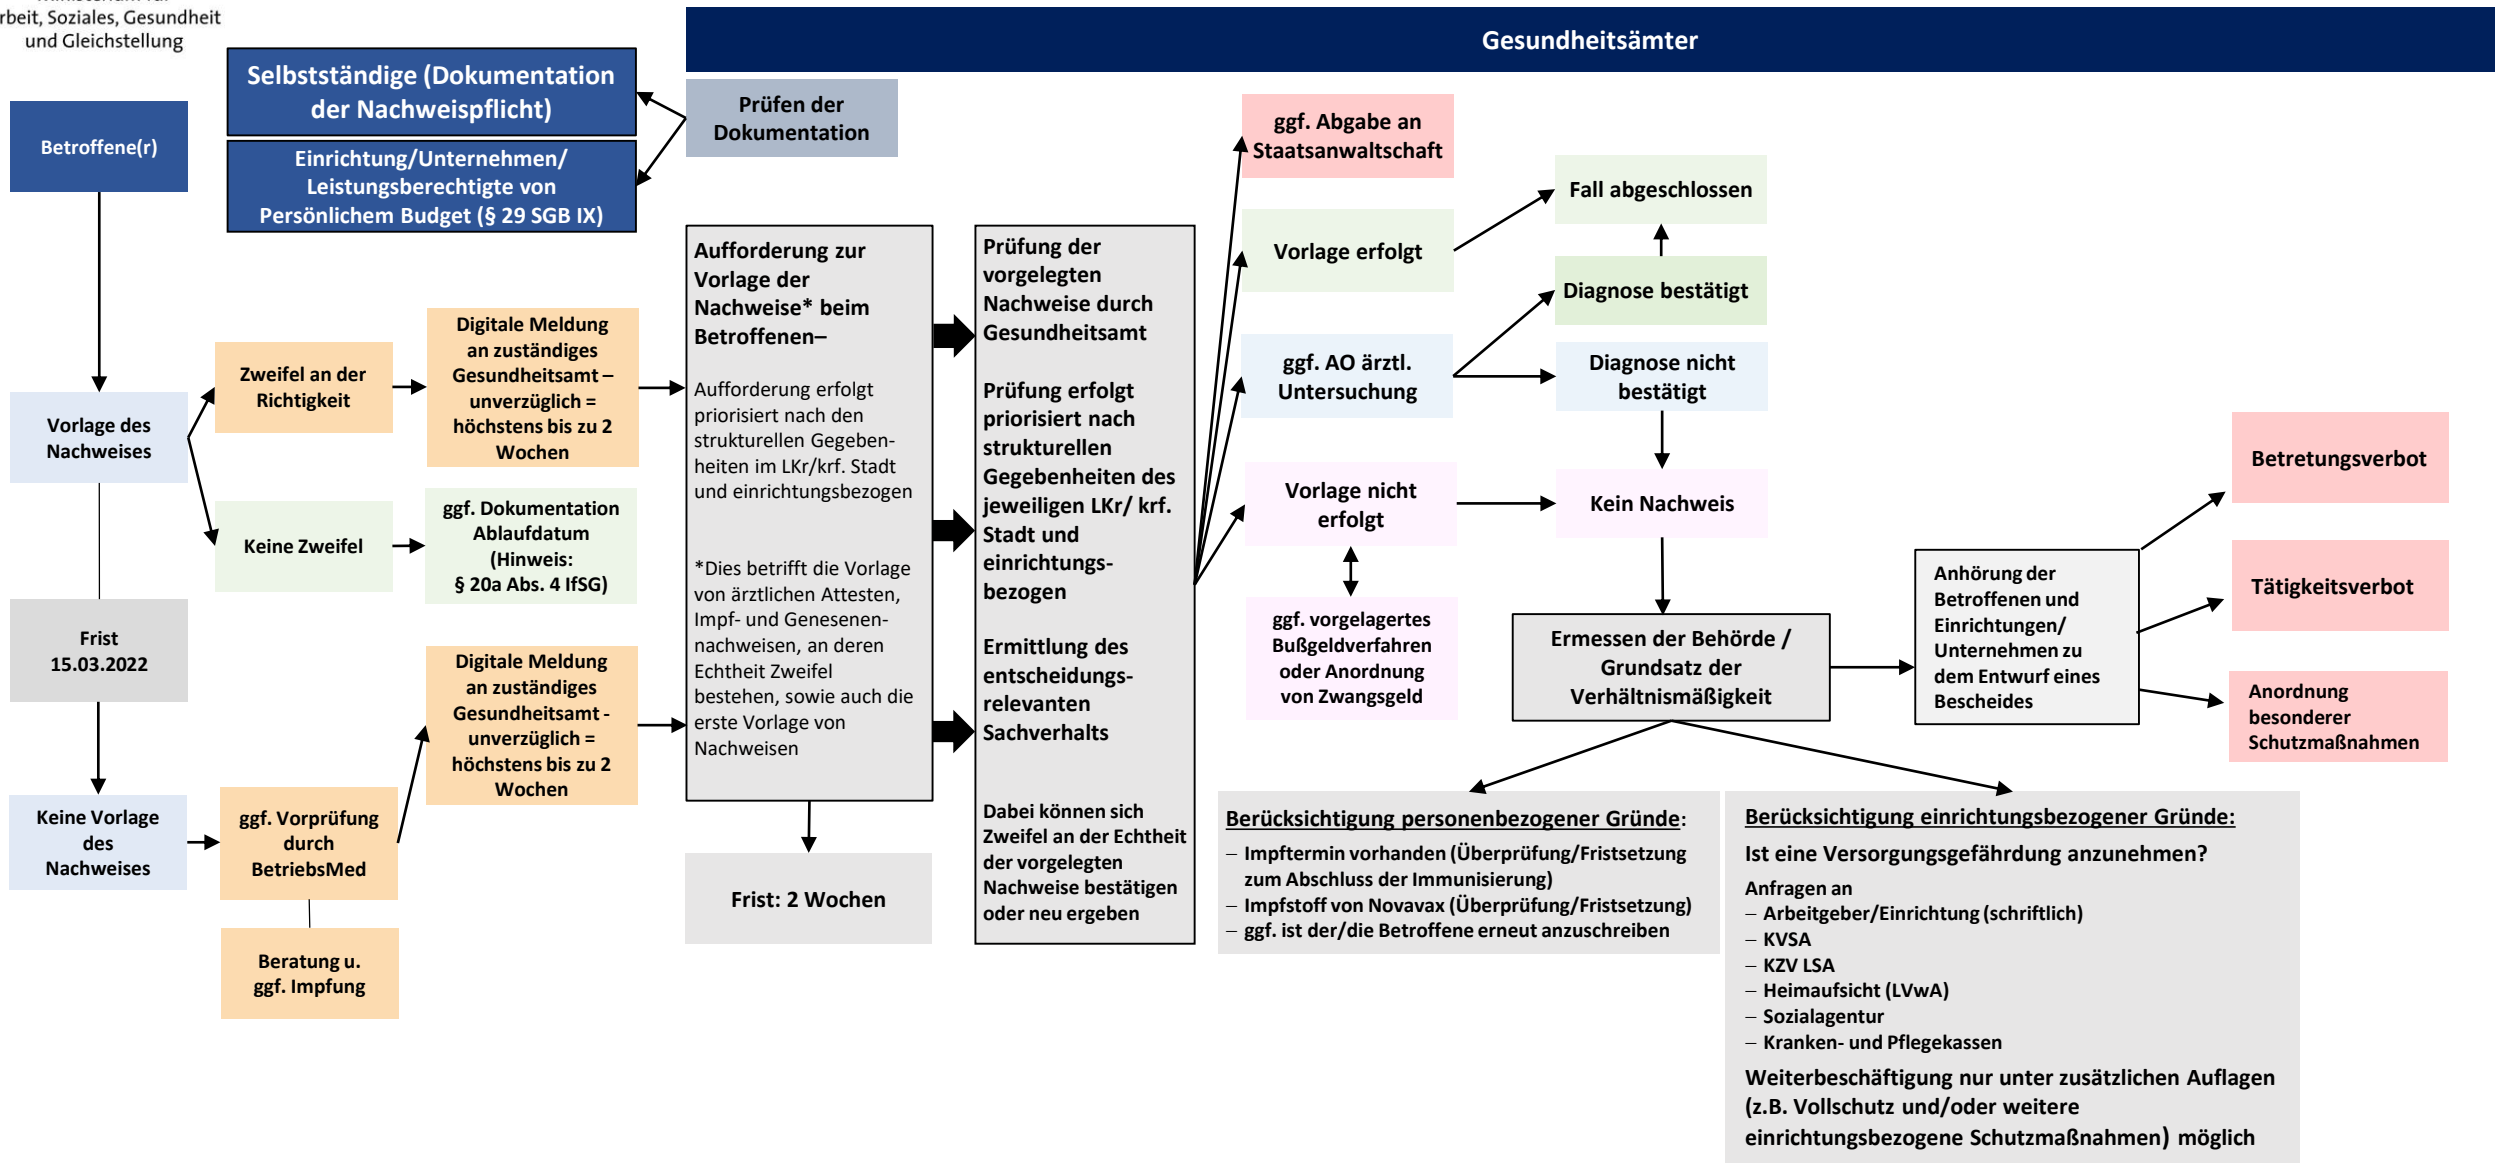 und Gleichstellung
Arbeit, Soziales, Gesundheit
Gesundheitsämter
Betroffene(r)
Selbstständige (Dokumentation
der Nachweispflicht)
Einrichtung/Unternehmen/
Leistungsberechtigte von
Persönlichem Budget (§ 29 SGB IX)
Prüfen der
Dokumentation
Vorlage des
Nachweises
Frist
15.03.2022
Keine Vorlage
des
Nachweises
Zweifel an der
Richtigkeit
Keine Zweifel
ggf. Vorprüfung
durch
BetriebsMed
Beratung u.
ggf. Impfung
Digitale Meldung
an zuständiges
Gesundheitsamt –
unverzüglich =
höchstens bis zu 2
Wochen
ggf. Dokumentation
Ablaufdatum
(Hinweis:
§ 20a Abs. 4 IfSG)
Digitale Meldung
an zuständiges
Gesundheitsamt -
unverzüglich =
höchstens bis zu 2
Wochen
Aufforderung zur
Vorlage der
Nachweise* beim
Betroffenen–
Aufforderung erfolgt
priorisiert nach den
strukturellen Gegeben-
heiten im LKr/krf. Stadt
und einrichtungsbezogen
*Dies betrifft die Vorlage
von ärztlichen Attesten,
Impf- und Genesenen-
nachweisen, an deren
Echtheit Zweifel
bestehen, sowie auch die
erste Vorlage von
Nachweisen
Frist: 2 Wochen
Prüfung der
vorgelegten
Nachweise durch
Gesundheitsamt
Prüfung erfolgt
priorisiert nach
strukturellen
Gegebenheiten des
jeweiligen LKr/ krf.
Stadt und
einrichtungs-
bezogen
Ermittlung des
entscheidungs-
relevanten
Sachverhalts
Dabei können sich
Zweifel an der Echtheit
der vorgelegten
Nachweise bestätigen
oder neu ergeben
ggf. Abgabe an
Staatsanwaltschaft
Vorlage erfolgt
ggf. AO ärztl.
Untersuchung
Vorlage nicht
erfolgt
ggf. vorgelagertes
Bußgeldverfahren
oder Anordnung
von Zwangsgeld
Fall abgeschlossen
Diagnose bestätigt
Diagnose nicht
bestätigt
Kein Nachweis
Ermessen der Behörde /
Grundsatz der
Verhältnismäßigkeit
Anhörung der
Betroffenen und
Einrichtungen/
Unternehmen zu
dem Entwurf eines
Bescheides
Betretungsverbot
Tätigkeitsverbot
Anordnung
besonderer
Schutzmaßnahmen
Berücksichtigung personenbezogener Gründe:
– Impftermin vorhanden (Überprüfung/Fristsetzung
zum Abschluss der Immunisierung)
– Impfstoff von Novavax (Überprüfung/Fristsetzung)
– ggf. ist der/die Betroffene erneut anzuschreiben
Berücksichtigung einrichtungsbezogener Gründe:
Ist eine Versorgungsgefährdung anzunehmen?
Anfragen an
– Arbeitgeber/Einrichtung (schriftlich)
– KVSA
– KZV LSA
– Heimaufsicht (LVwA)
– Sozialagentur
– Kranken- und Pflegekassen
Weiterbeschäftigung nur unter zusätzlichen Auflagen
(z.B. Vollschutz und/oder weitere
einrichtungsbezogene Schutzmaßnahmen) möglich